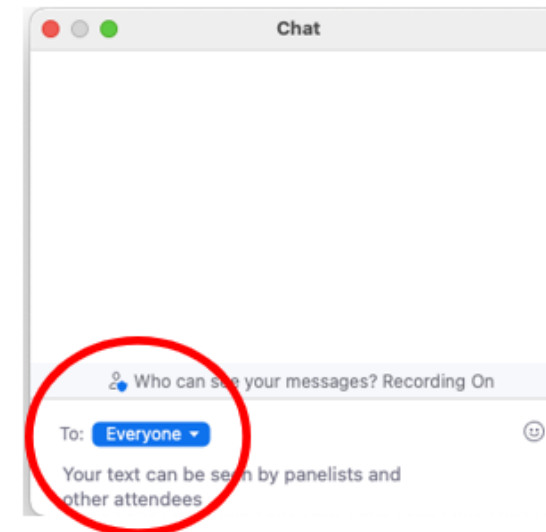 Chat
Who can see your messages? Recording On
To: Everyone
Your text can be seen by panelists and
other attendees